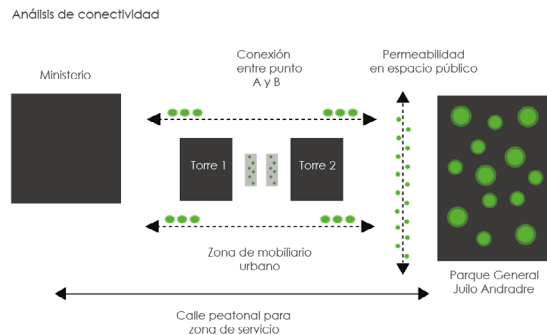 Análisis de conectividad
Conexión
entre punto
A y B
Permeabilidad
en espacio público
Ministerio
Torre 1
Torre 2
Zona de mobiliario
urbano
Parque General
Juilo Andradre
Calle peatonal para
zona de servicio